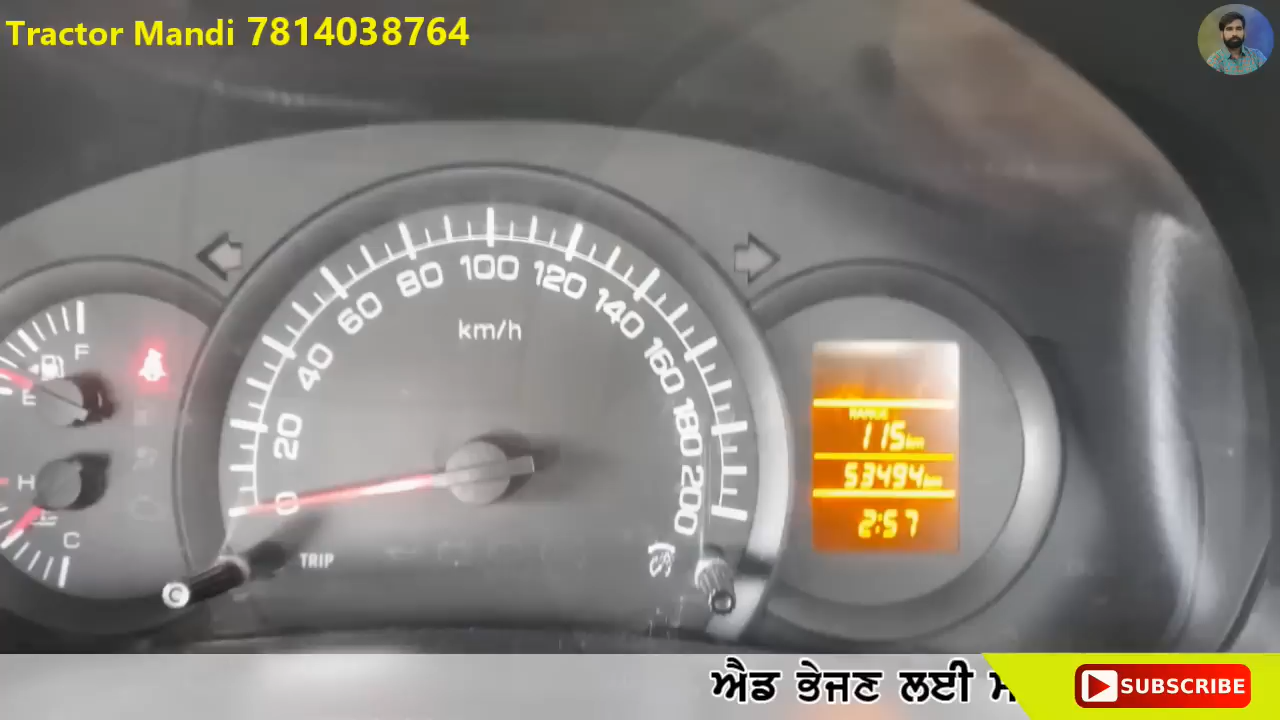 Tractor Mandi 7814038764
F
E
H
C
0
20
40
60
80
100
120
140
160
180
200
km/h
TRIP
C
RANGE
115km
53494km
2:57
ਐਡ ਭੇਜਣ ਲਈ
SUBSCRIBE